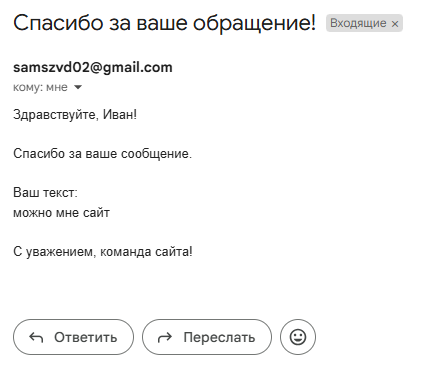 Спасибо за ваше обращение! Входящие ×
samszvd02@gmail.com
кому: мне
Здравствуйте, Иван!
Спасибо за ваше сообщение.
Ваш текст:
можно мне сайт
С уважением, команда сайта!
Ответить Переслать